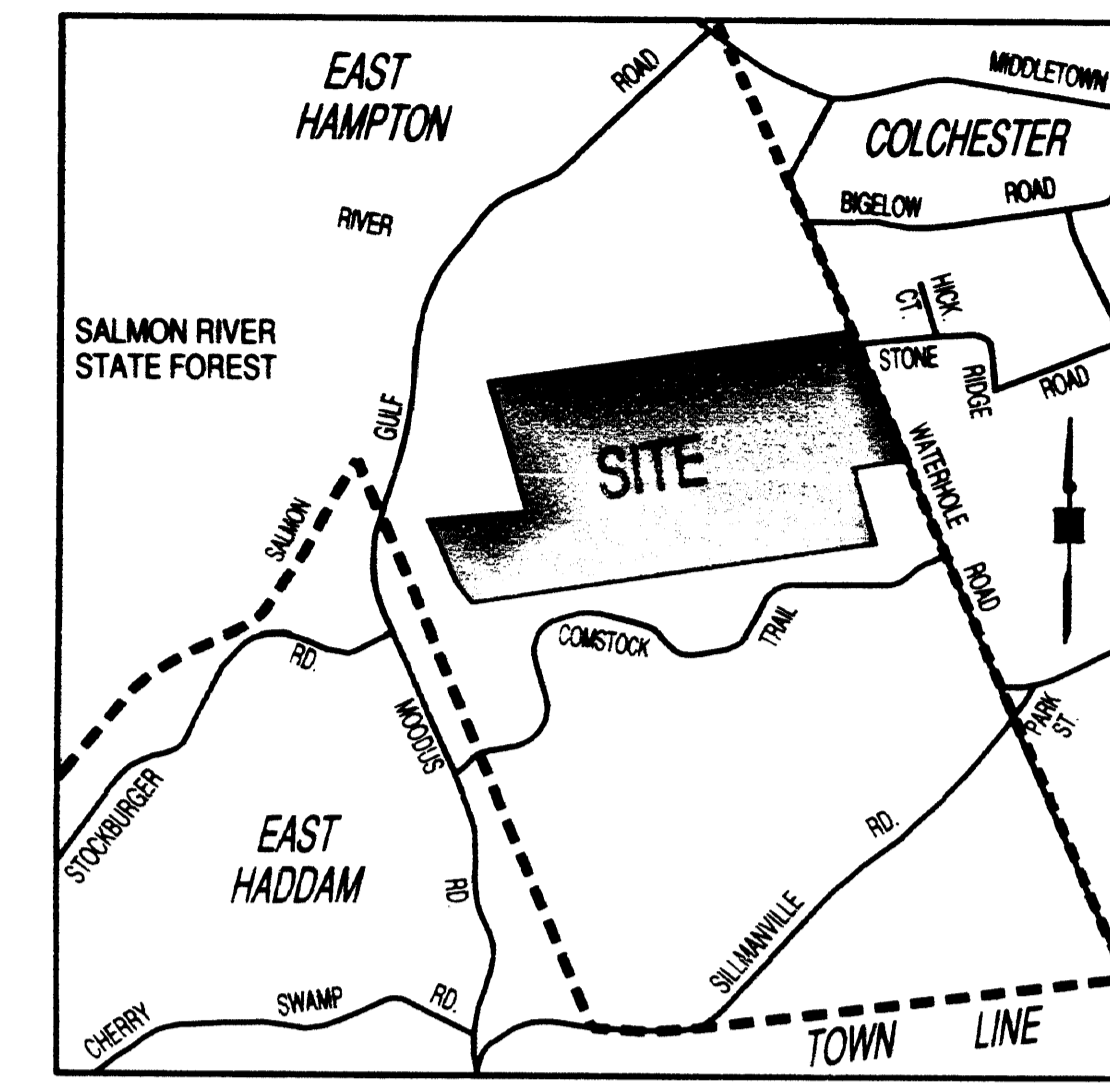 EAST
HAMPTON
ROAD
MIDDLETOWN
COLCHESTER
BIGELOW ROAD
RIVER
HICK.
CT.
SALMON RIVER
STATE FOREST
STONE
RIDGE
ROAD
GULF
SITE
WATERHOLE
ROAD
SALMON
COMSTOCK
TRAIL
RD.
MOODUS
PARK
ST.
STOCKBURGER
EAST
HADDAM
RD.
RD.
SILLMANVILLE
CHERRY
SWAMP
RD.
TOWN LINE